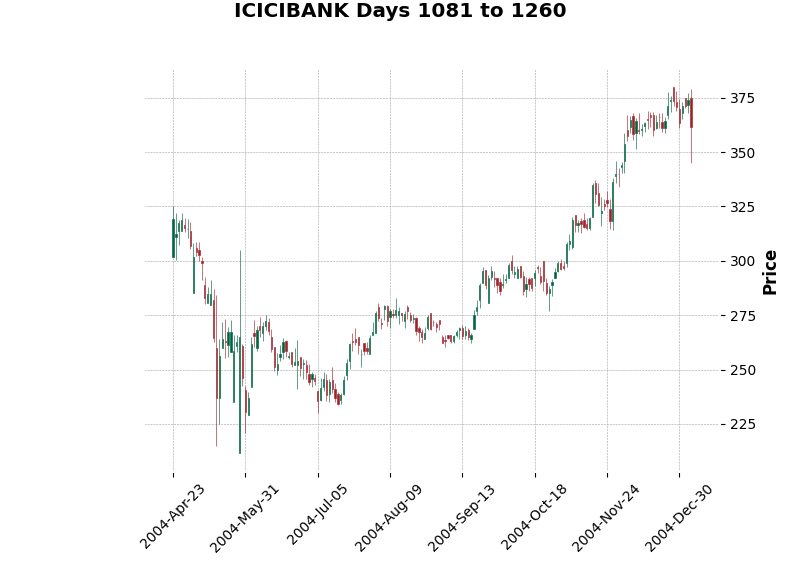 ICICIBANK Days 1081 to 1260
375
350
325
300
275
250
225
Price
2004-Apr-23
2004-May-31
2004-Jul-05
2004-Aug-09
2004-Sep-13
2004-Oct-18
2004-Nov-24
2004-Dec-30